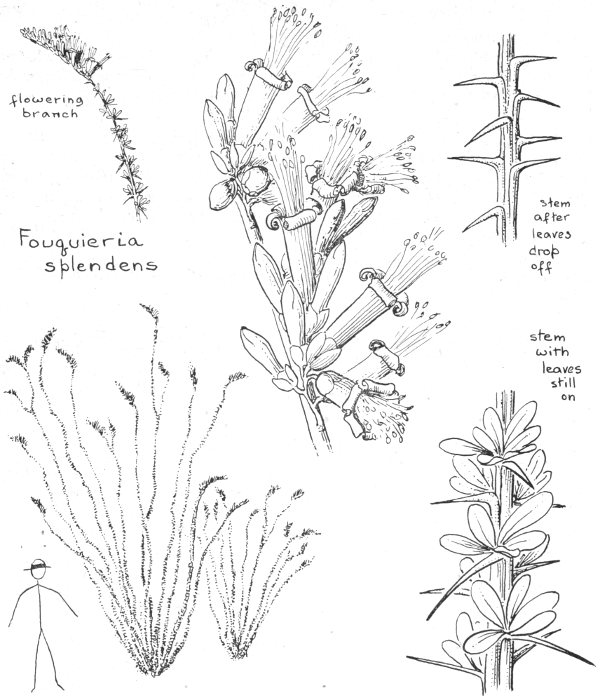 flowering
branch
Fouquieria
splendens
stem
after
leaves
drop
off
stem
with
leaves
still
on